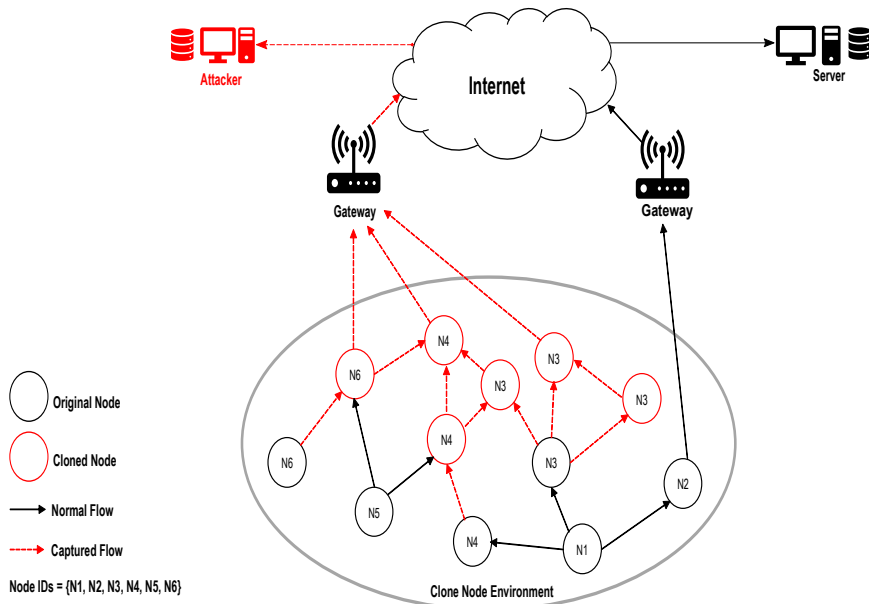 Attacker
Internet
Server
Gateway
Gateway
N4
N3
N6
N3
N3
N4
N6
N3
N2
N5
N4
N1
Original Node
Cloned Node
Normal Flow
Captured Flow
Node IDs = {N1, N2, N3, N4, N5, N6}
Clone Node Environment